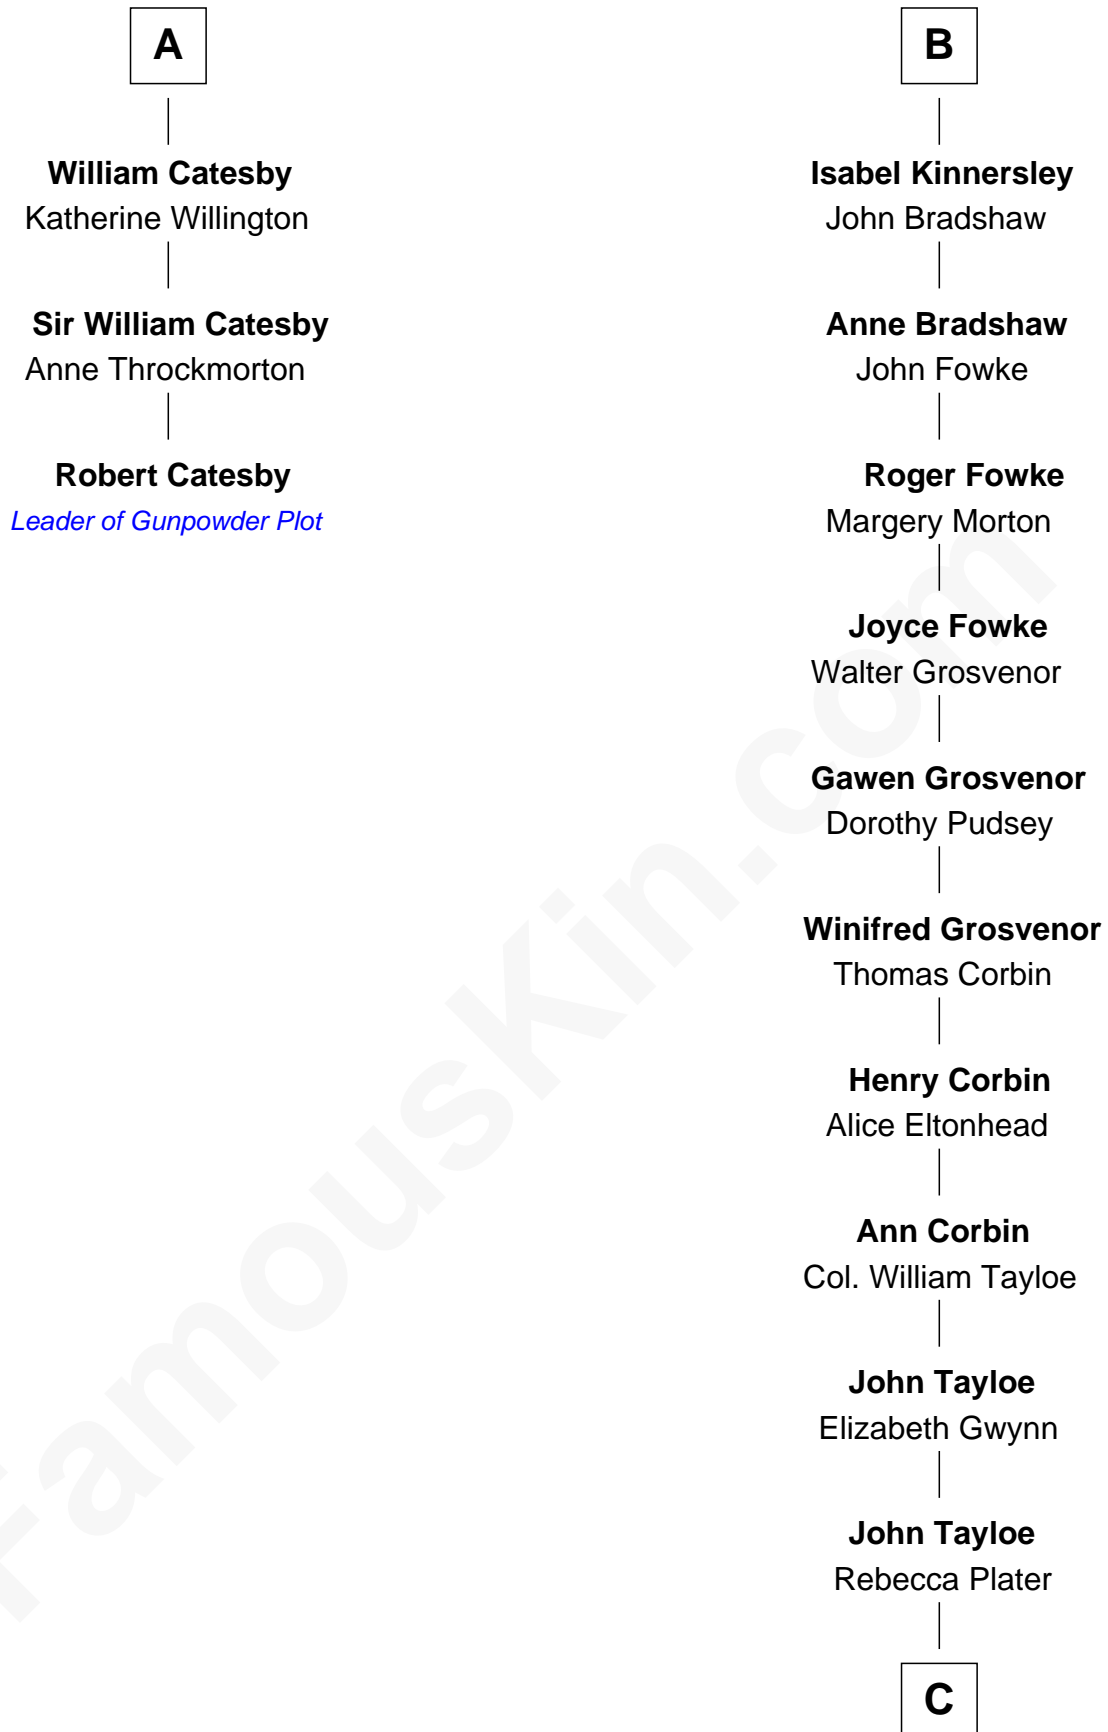 A
William Catesby
Katherine Willington
Sir William Catesby
Anne Throckmorton
Robert Catesby
Leader of Gunpowder Plot
B
Isabel Kinnersley
John Bradshaw
Anne Bradshaw
John Fowke
Roger Fowke
Margery Morton
Joyce Fowke
Walter Grosvenor
Gawen Grosvenor
Dorothy Pudsey
Winifred Grosvenor
Thomas Corbin
Henry Corbin
Alice Eltonhead
Ann Corbin
Col. William Tayloe
John Tayloe
Elizabeth Gwynn
John Tayloe
Rebecca Plater
C
FamousKin.com